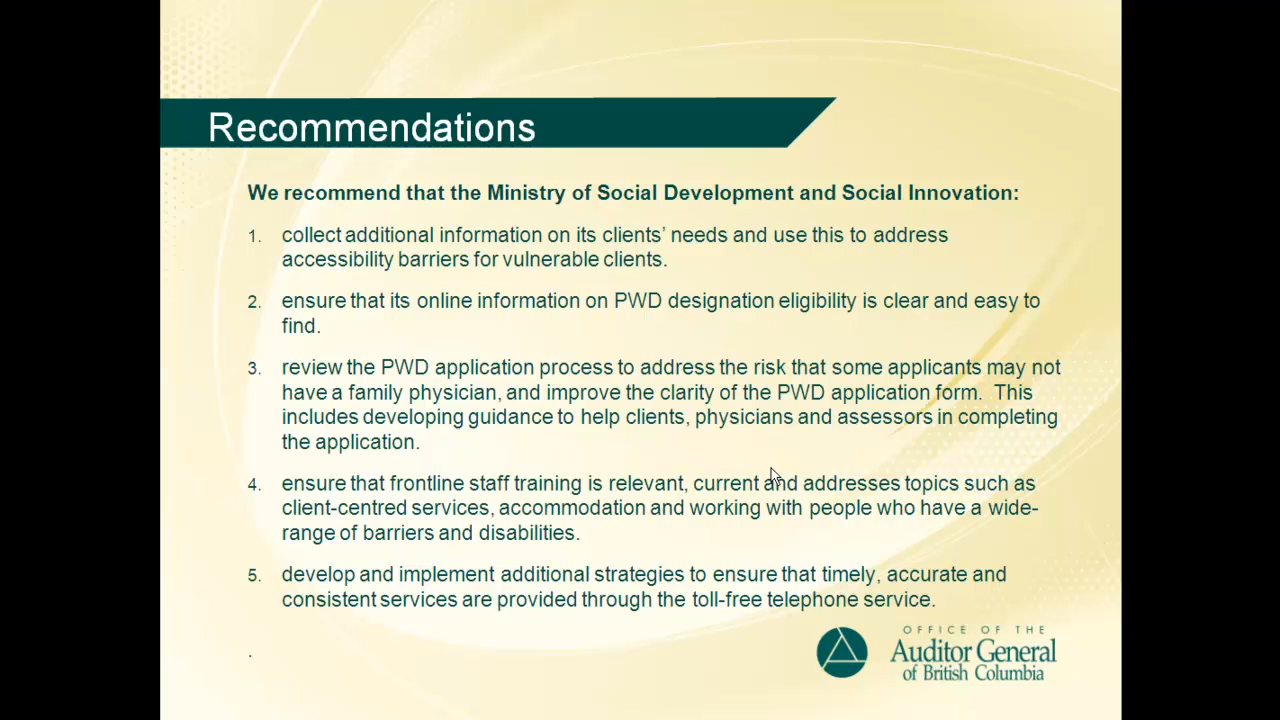 Recommendations
We recommend that the Ministry of Social Development and Social Innovation:
1. collect additional information on its clients’ needs and use this to address
accessibility barriers for vulnerable clients.
2. ensure that its online information on PWD designation eligibility is clear and easy to
find.
3. review the PWD application process to address the risk that some applicants may not
have a family physician, and improve the clarity of the PWD application form. This
includes developing guidance to help clients, physicians and assessors in completing
the application.
4. ensure that frontline staff training is relevant, current and addresses topics such as
client-centred services, accommodation and working with people who have a wide-
range of barriers and disabilities.
5. develop and implement additional strategies to ensure that timely, accurate and
consistent services are provided through the toll-free telephone service.
.
OFFICE OF THE
Auditor General
of British Columbia